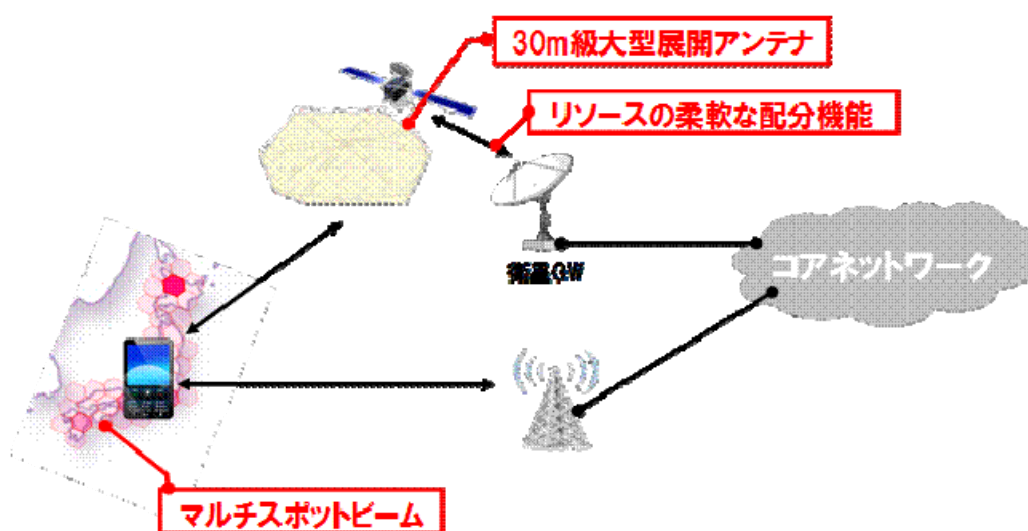 30m級大型展開アンテナ
リソースの柔軟な配分機能
衛星GW
コアネットワーク
マルチスポットビーム